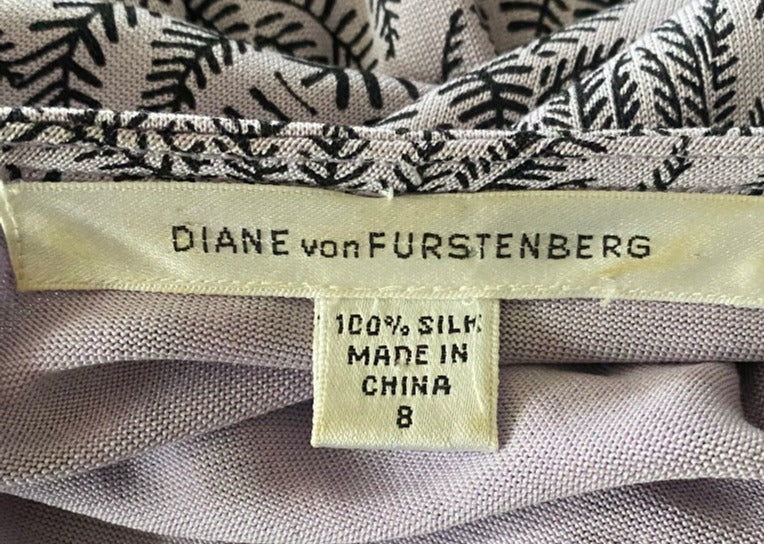 DIANE von FURSTENBERG
100% SILK
MADE IN
CHINA
8